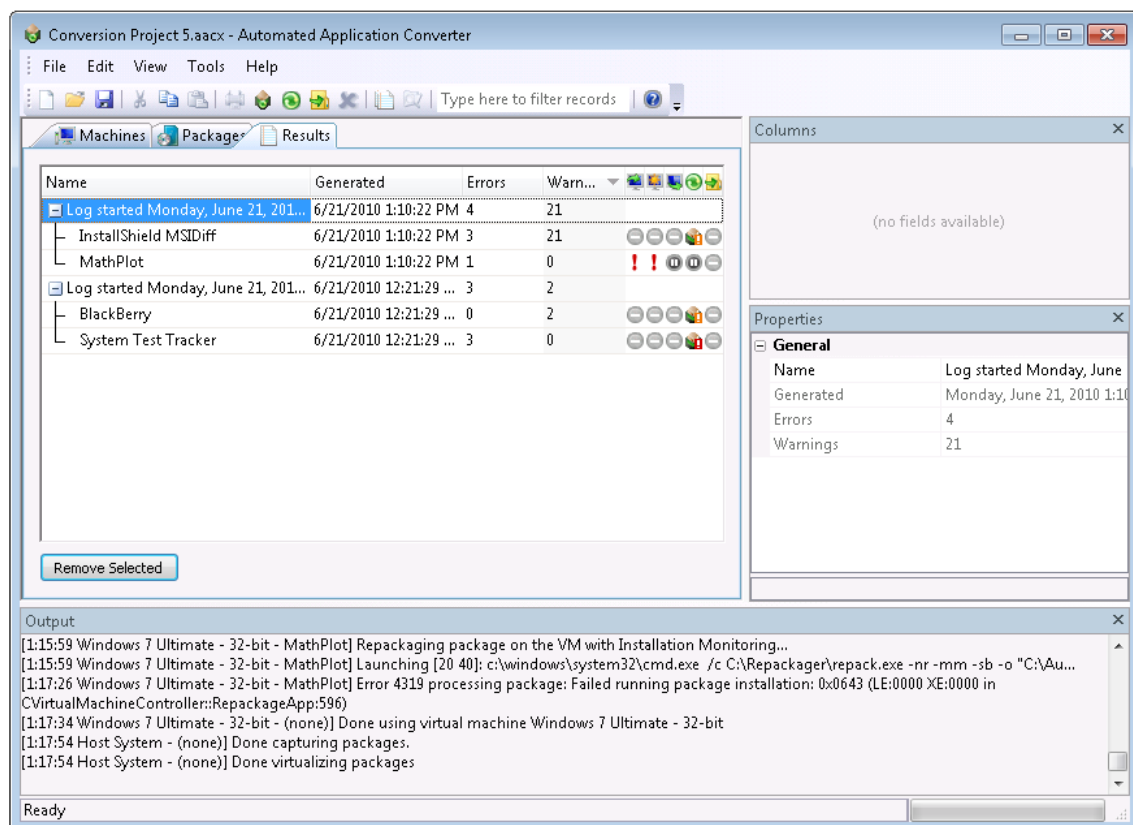 Conversion Project 5.aacx - Automated Application Converter
File Edit View Tools Help
Type here to filter records
Machines Packages Results
Name Generated Errors Warn...
Log started Monday, June 21, 201... 6/21/2010 1:10:22 PM 4 21
InstallShield MSIDiff 6/21/2010 1:10:22 PM 3 21
MathPlot 6/21/2010 1:10:22 PM 1 0
Log started Monday, June 21, 201... 6/21/2010 12:21:29 ... 3 2
BlackBerry 6/21/2010 12:21:29 ... 0 2
System Test Tracker 6/21/2010 12:21:29 ... 3 0
Remove Selected
Columns
(no fields available)
Properties
General
Name Log started Monday, June
Generated Monday, June 21, 2010 1:10
Errors 4
Warnings 21
Output
[1:15:59 Windows 7 Ultimate - 32-bit - MathPlot] Repackaging package on the VM with Installation Monitoring...
[1:15:59 Windows 7 Ultimate - 32-bit - MathPlot] Launching [20 40]: c:\windows\system32\cmd.exe /c C:\Repackager\repack.exe -nr -mm -sb -o "C:\Au...
[1:17:26 Windows 7 Ultimate - 32-bit - MathPlot] Error 4319 processing package: Failed running package installation: 0x0643 (LE:0000 XE:0000 in
CVirtualMachineController::RepackageApp:596)
[1:17:34 Windows 7 Ultimate - 32-bit - (none)] Done using virtual machine Windows 7 Ultimate - 32-bit
[1:17:54 Host System - (none)] Done capturing packages.
[1:17:54 Host System - (none)] Done virtualizing packages
Ready